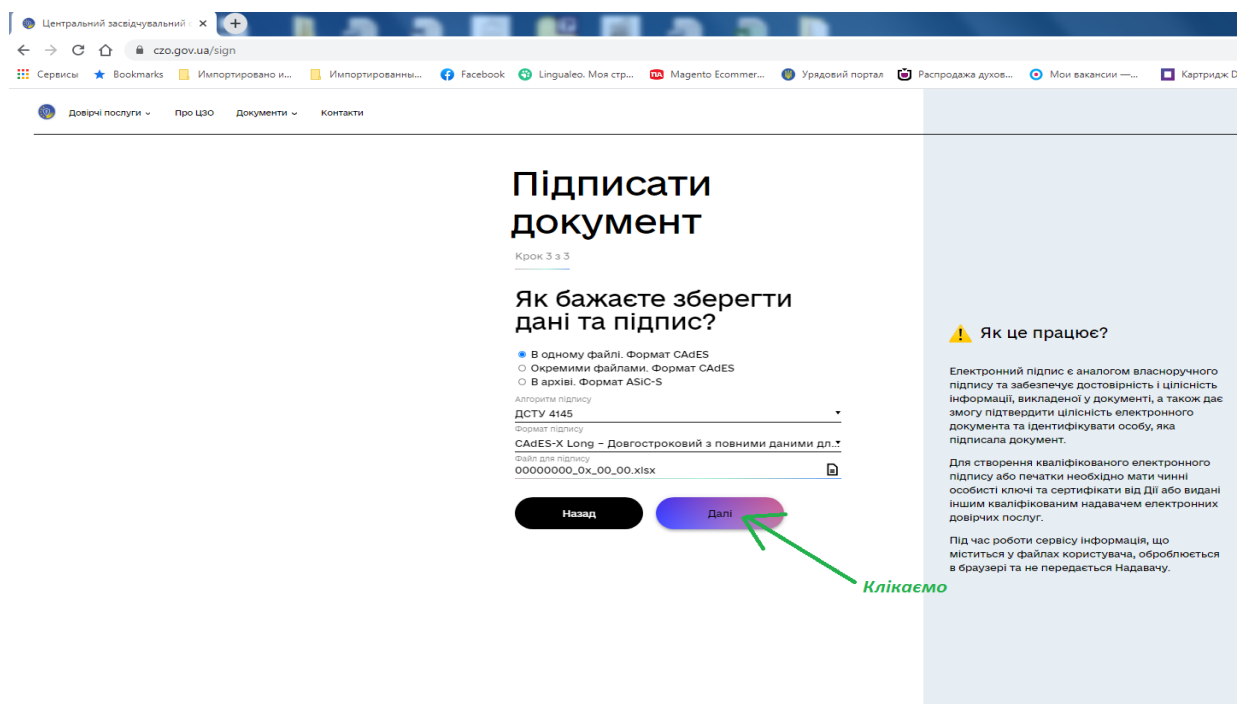 Центральний засвідчувальний
czo.gov.ua/sign
Сервисы Bookmarks Импортировано и... Импортированны... Facebook Lingualeo. Моя стр... Magento Ecommer... Урядовий портал Распродажа духов... Мои вакансии —... Картридж D
Довірчі послуги Про ЦЗО Документи Контакти
Підписати
документ
Крок 3 з 3
Як бажаєте зберегти
дані та підпис?
В одному файлі. Формат CAdES
Окремими файлами. Формат CAdES
В архіві. Формат ASiC-S
Алгоритм підпису
ДСТУ 4145
Формат підпису
CAdES-X Long – Довгостроковий з повними даними дл..
Файл для підпису
00000000_0x_00_00.xlsx
Назад Далі
Клікаємо
Як це працює?
Електронний підпис є аналогом власноручного
підпису та забезпечує достовірність і цілісність
інформації, викладеної у документі, а також дає
змогу підтвердити цілісність електронного
документа та ідентифікувати особу, яка
підписала документ.
Для створення кваліфікованого електронного
підпису або печатки необхідно мати чинні
особисті ключі та сертифікати від Дії або видані
іншим кваліфікованим надавачем електронних
довірчих послуг.
Під час роботи сервісу інформація, що
міститься у файлах користувача, оброблюється
в браузері та не передається Надавачу.